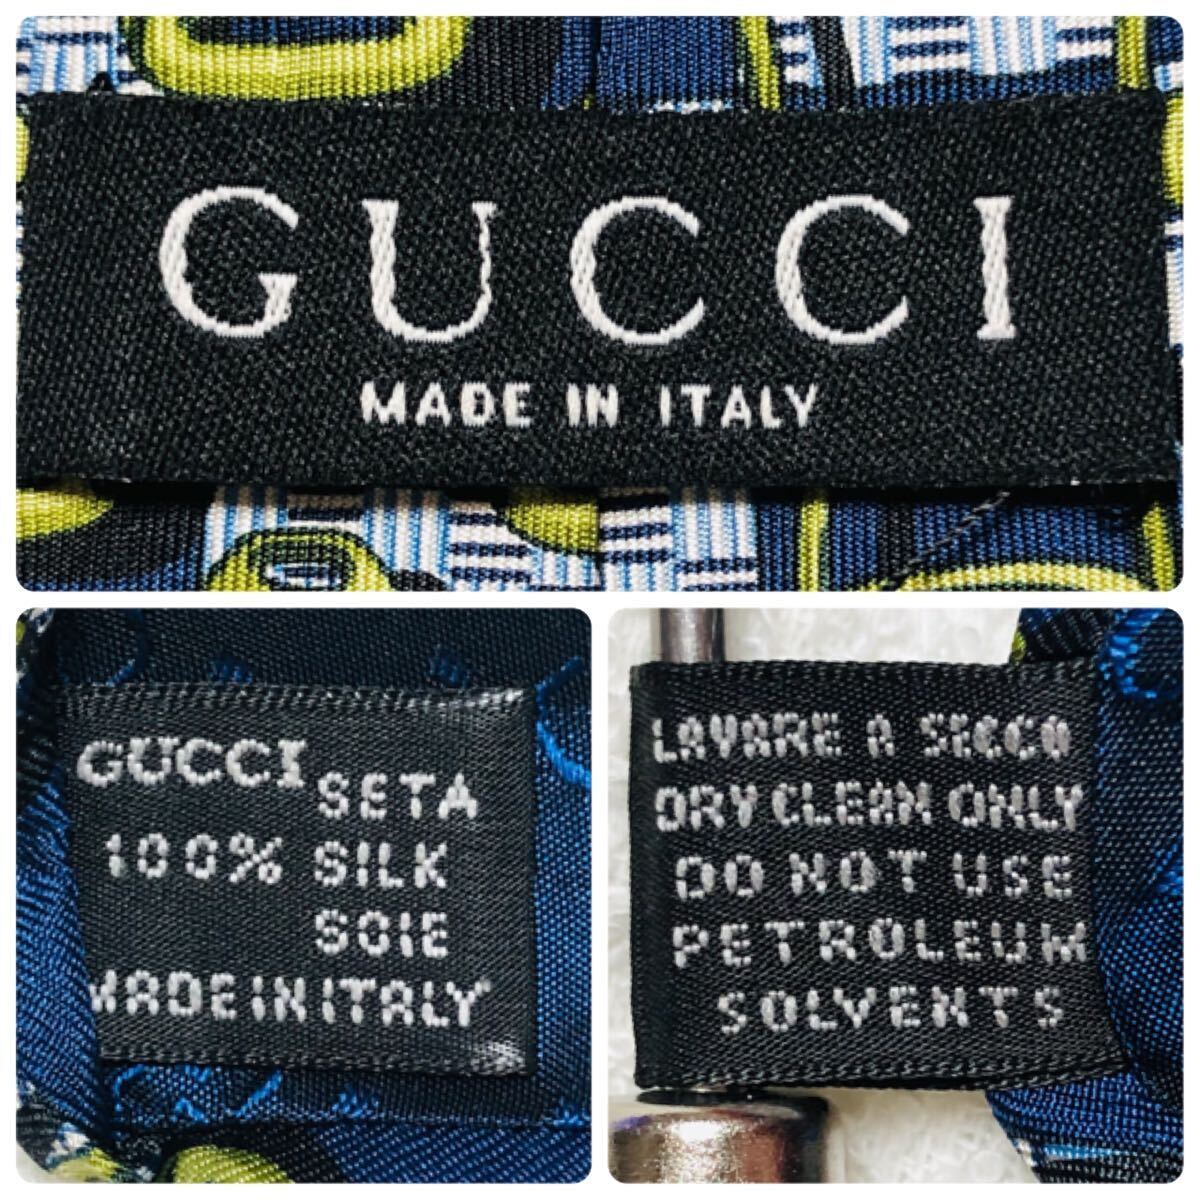 GUCCI
MADE IN ITALY
GUCCI
SETA
100% SILK
SOIE
MADE IN ITALY
LAVARE A SECCO
DRY CLEAN ONLY
DO NOT USE
PETROLEUM
SOLVENTS